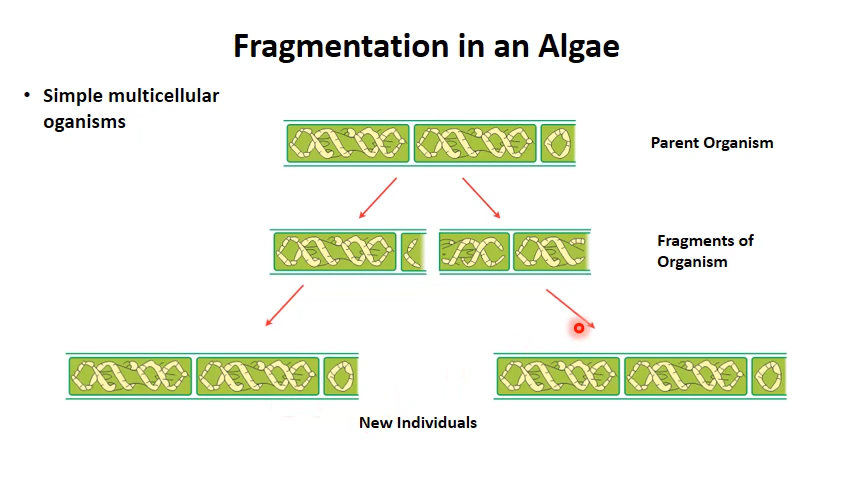 Fragmentation in an Algae
• Simple multicellular
oganisms
Parent Organism
Fragments of
Organism
New Individuals